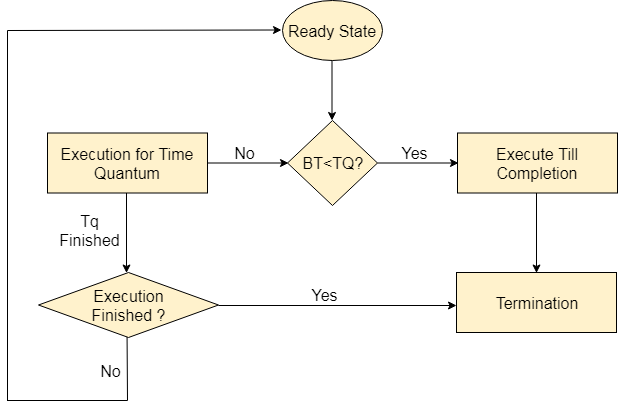 Ready State
Execution for Time
Quantum
No
BT<TQ?
Yes
Execute Till
Completion
Tq
Finished
Execution
Finished ?
Yes
Termination
No